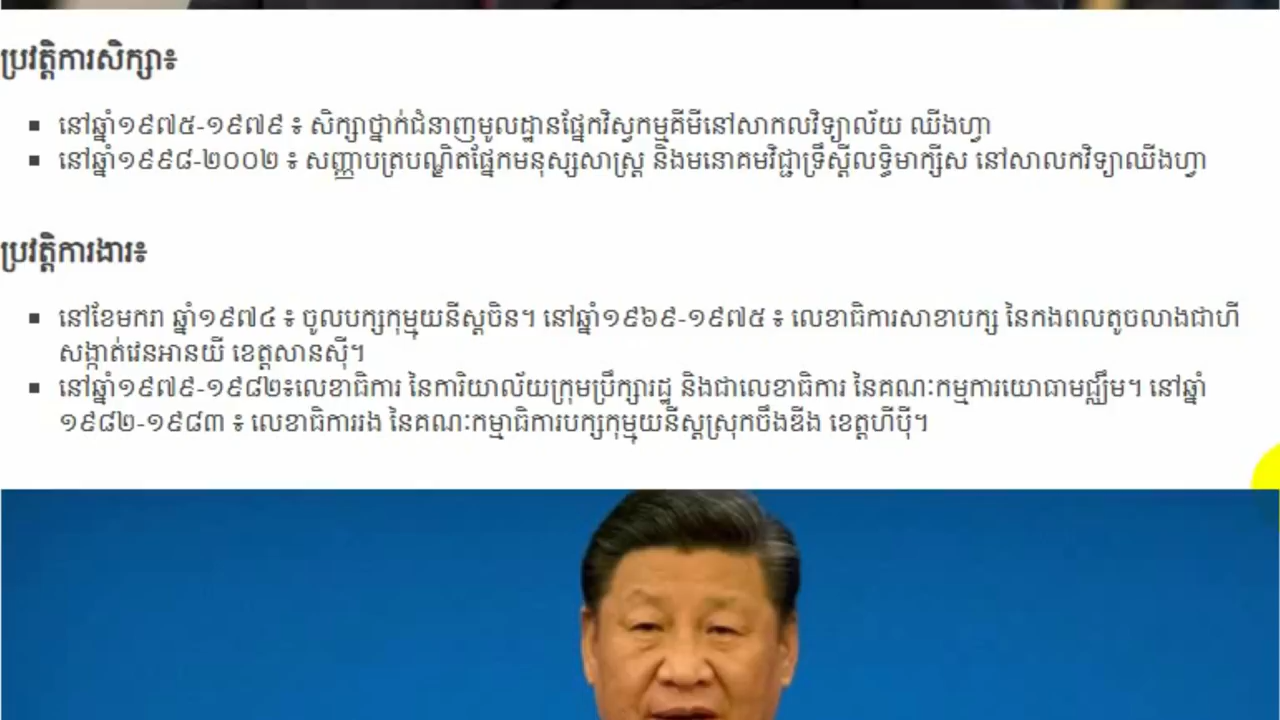 ប្រវត្តិការសិក្សា៖
នៅឆ្នាំ១៩៧៥-១៩៧៩ ៖ សិក្សាថ្នាក់ជំនាញមូលដ្ឋានផ្នែកវិស្វកម្មគីមីនៅសាកលវិទ្យាល័យ ឈីងហ្វា
នៅឆ្នាំ១៩៩៨-២០០២ ៖ សញ្ញាបត្របណ្ឌិតផ្នែកមនុស្សសាស្ត្រ និងមនោគមវិជ្ជាទ្រឹស្តីលទ្ធិមាក្សីស នៅសាលកវិទ្យាឈីងហ្វា
ប្រវត្តិការងារ៖
នៅខែមករា ឆ្នាំ១៩៧៤ ៖ ចូលបក្សកុម្មុយនីស្តចិន។ នៅឆ្នាំ១៩៦៩-១៩៧៥ ៖ លេខាធិការសាខាបក្ស នៃកងពលតូចលាងជាហី
សង្កាត់វេនអានយី ខេត្តសានស៊ី។
នៅឆ្នាំ១៩៧៩-១៩៨២៖លេខាធិការ នៃការិយាល័យក្រុមប្រឹក្សារដ្ឋ និងជាលេខាធិការ នៃគណៈកម្មការយោធាមជ្ឈឹម។ នៅឆ្នាំ
១៩៨២-១៩៨៣ ៖ លេខាធិការរង នៃគណៈកម្មាធិការបក្សកុម្មុយនីស្តស្រុកចឹងឌីង ខេត្តហីប៉ី។